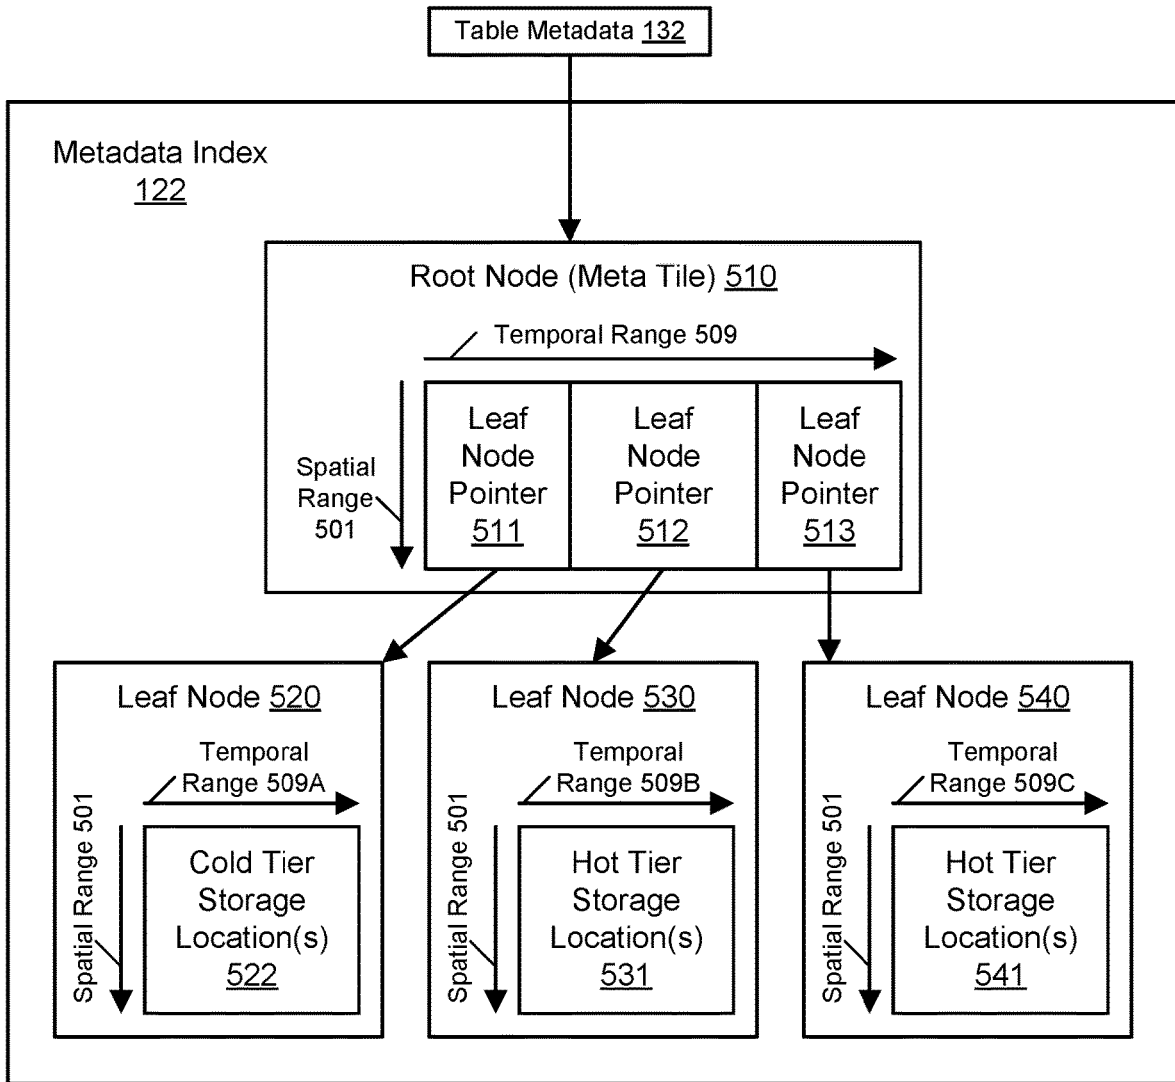 Table Metadata 132
Metadata Index
122
Root Node (Meta Tile) 510
Temporal Range 509
Spatial
Range
501
Leaf
Node
Pointer
511
Leaf
Node
Pointer
512
Leaf
Node
Pointer
513
Leaf Node 520
Temporal
Range 509A
Spatial Range 501
Cold Tier
Storage
Location(s)
522
Leaf Node 530
Temporal
Range 509B
Spatial Range 501
Hot Tier
Storage
Location(s)
531
Leaf Node 540
Temporal
Range 509C
Spatial Range 501
Hot Tier
Storage
Location(s)
541